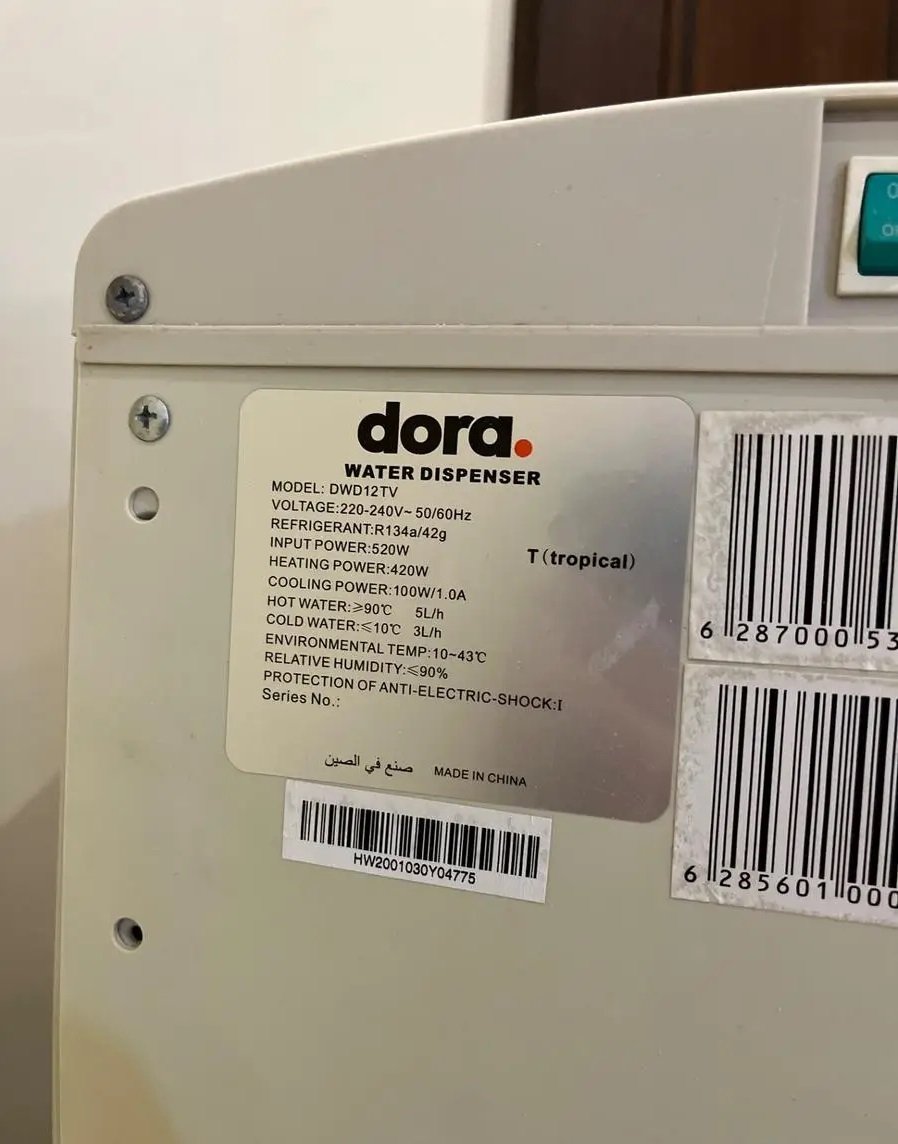 dora.
WATER DISPENSER
MODEL: DWD12TV
VOLTAGE:220-240V~ 50/60Hz
REFRIGERANT:R134a/42g
INPUT POWER:520W
T(tropical)
HEATING POWER:420W
COOLING POWER:100W/1.0A
HOT WATER:≥90℃ 5L/h
COLD WATER:≤10℃ 3L/h
ENVIRONMENTAL TEMP:10~43℃
RELATIVE HUMIDITY:≤90%
PROTECTION OF ANTI-ELECTRIC-SHOCK:I
Series No.:
صنع في الصين MADE IN CHINA
HW2001030Y04775
6 287000 53
6 285601 000